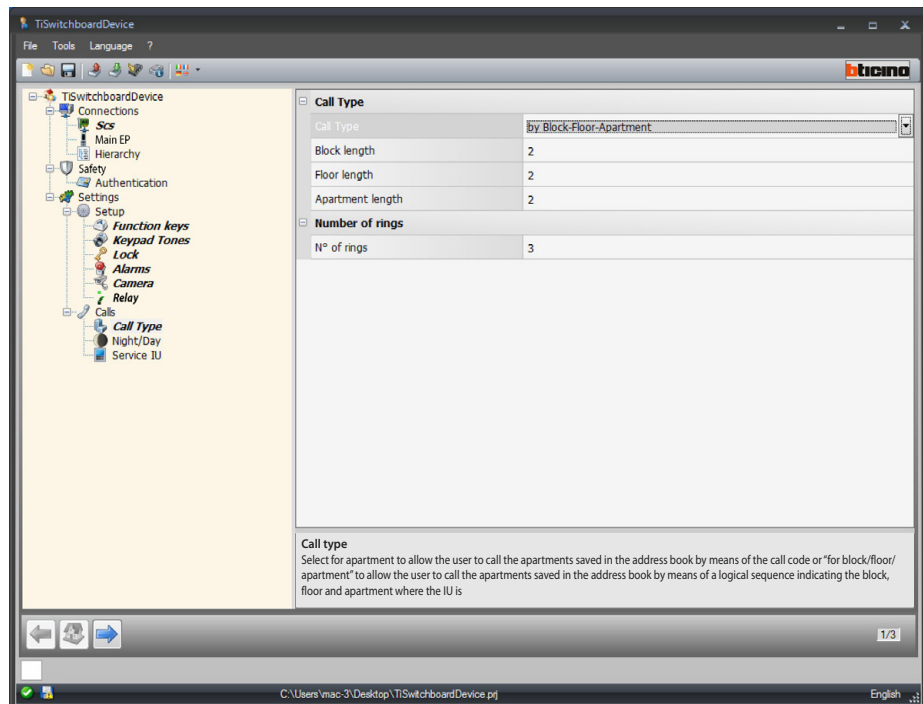 TiSwitchboardDevice
File Tools Language ?
bticino
TiSwitchboardDevice
Connections
Scs
Main EP
Hierarchy
Safety
Authentication
Settings
Setup
Function keys
Keypad Tones
Lock
Alarms
Camera
Relay
Calls
Call Type
Night/Day
Service IU
Call Type
Call Type by Block-Floor-Apartment
Block length 2
Floor length 2
Apartment length 2
Number of rings
N° of rings 3
Call type
Select for apartment to allow the user to call the apartments saved in the address book by means of the call code or “for block/floor/
apartment” to allow the user to call the apartments saved in the address book by means of a logical sequence indicating the block,
floor and apartment where the IU is
1/3
C:\Users\mac-3\Desktop\TiSwitchboardDevice.prj English